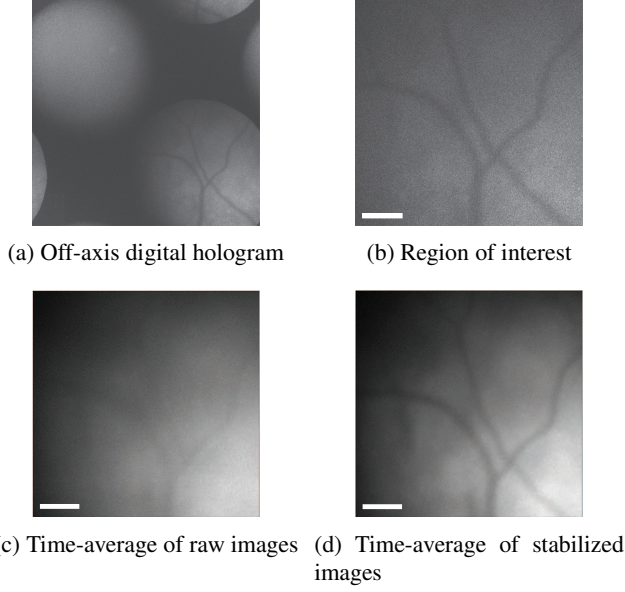 (a) Off-axis digital hologram
(b) Region of interest
c) Time-average of raw images
(d) Time-average of stabilized
images